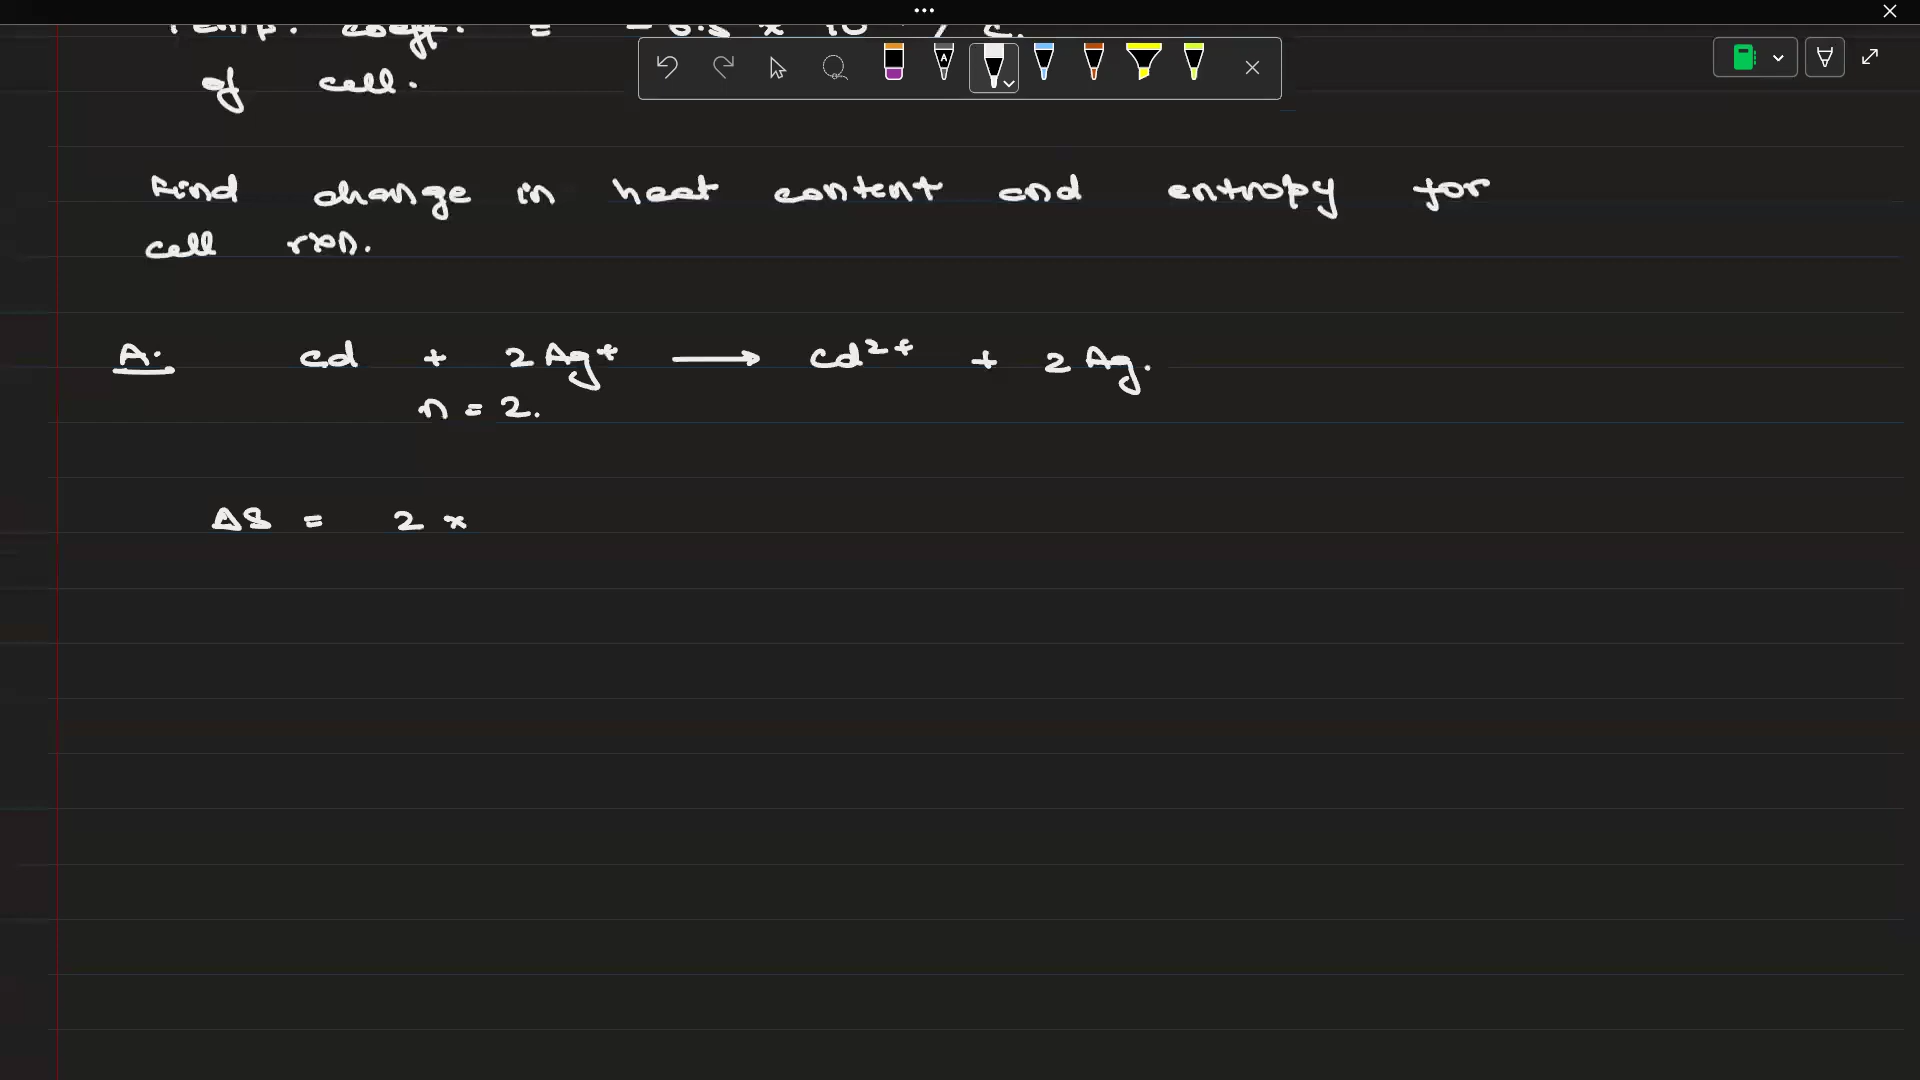 of cell.
Find change in heat content and entropy for
cell rxn.
A. Cd + 2Ag⁺ ⟶ Cd²⁺ + 2Ag.
n = 2.
ΔS = 2 ×